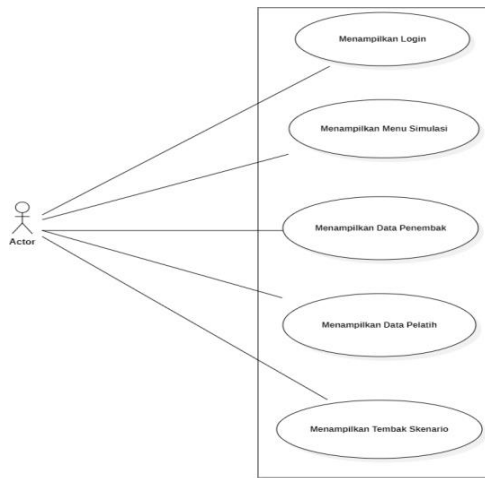 Menampilkan Login
Menampilkan Menu Simulasi
Menampilkan Data Penembak
Actor
Menampilkan Data Pelatih
Menampilkan Tembak Skenario